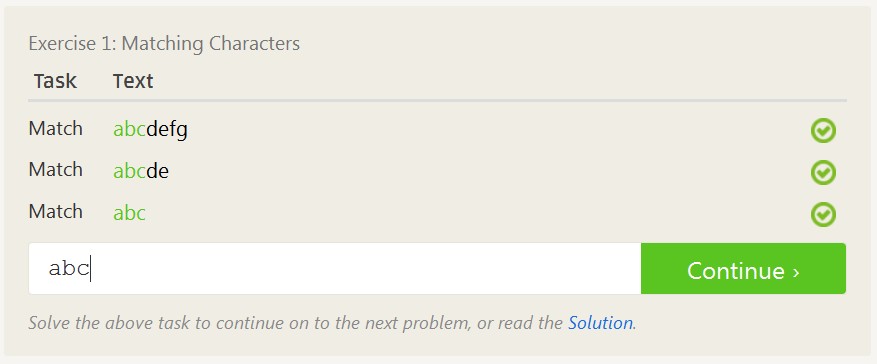 Exercise 1: Matching Characters
Task Text
Match abcdefg
Match abcde
Match abc
abc Continue ›
Solve the above task to continue on to the next problem, or read the Solution.